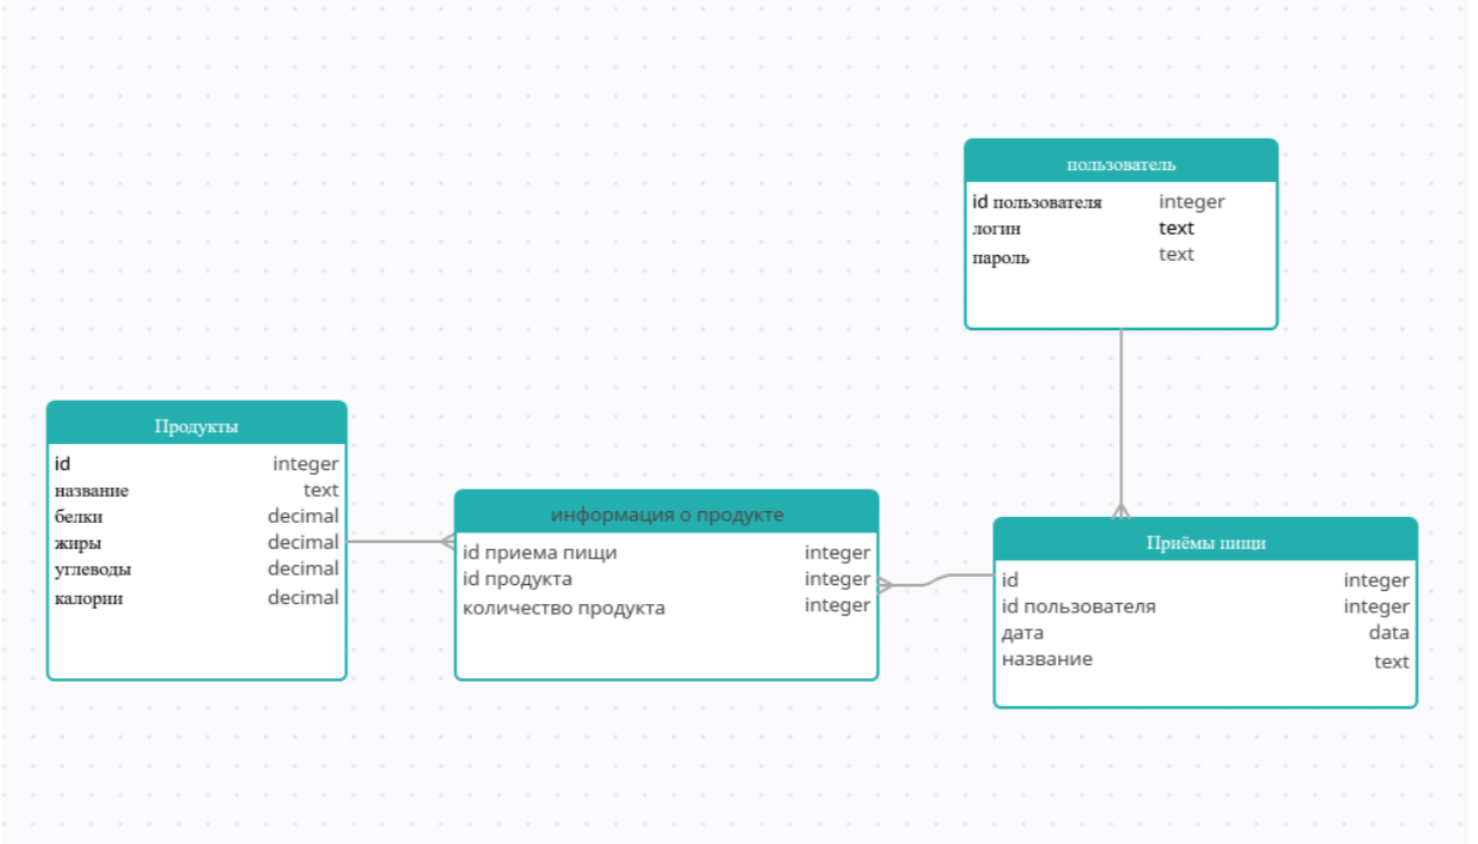 пользователь
id пользователя integer
логин text
пароль text
Продукты
id integer
название text
белки decimal
жиры decimal
углеводы decimal
калории decimal
информация о продукте
id приема пищи integer
id продукта integer
количество продукта integer
Приёмы пищи
id integer
id пользователя integer
дата data
название text